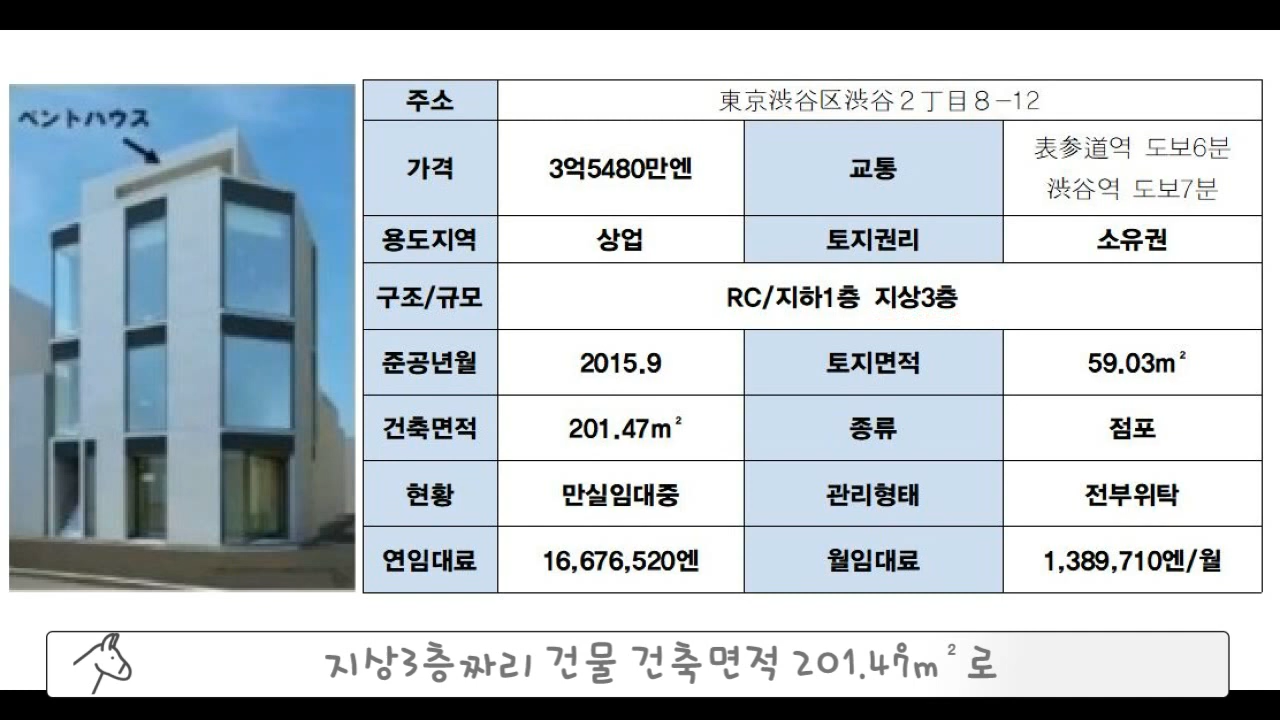 ペントハウス
주소 東京渋谷区渋谷2丁目8-12
가격 3억5480만엔 교통 表参道역 도보6분
渋谷역 도보7분
용도지역 상업 토지권리 소유권
구조/규모 RC/지하1층 지상3층
준공년월 2015.9 토지면적 59.03m²
건축면적 201.47m² 종류 점포
현황 만실임대중 관리형태 전부위탁
연임대료 16,676,520엔 월임대료 1,389,710엔/월
지상3층짜리 건물 건축면적 201.47m²로